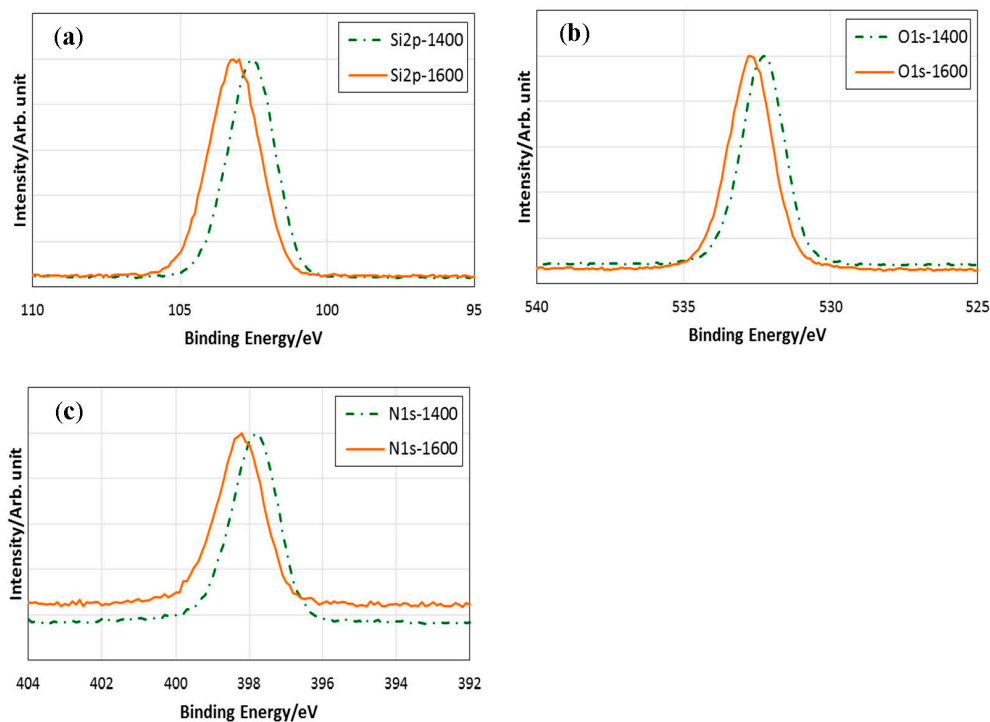 (a)
Si2p-1400
Si2p-1600
Intensity/Arb. unit
110 105 100 95
Binding Energy/eV
(b)
O1s-1400
O1s-1600
Intensity/Arb. unit
540 535 530 525
Binding Energy/eV
(c)
N1s-1400
N1s-1600
Intensity/Arb. unit
404 402 400 398 396 394 392
Binding Energy/eV